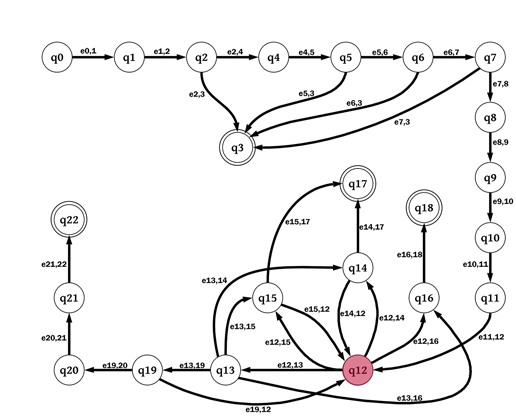 e0,1 e1,2 e2,4 e4,5 e5,6 e6,7
q0 q1 q2 q4 q5 q6 q7
e7,8
e2,3 e5,3 e6,3
q8
e7,3
q3
e8,9
q17 q9
e9,10
q22 q18
e15,17 e14,17
q10
e21,22 e16,18
e10,11
e13,14 q14
q21 q15 q16 q11
e15,12 e14,12 e12,14
e13,15
e20,21 e12,15 e12,16 e11,12
e19,20 e13,19 e12,13
q20 q19 q13 q12
e13,16
e19,12